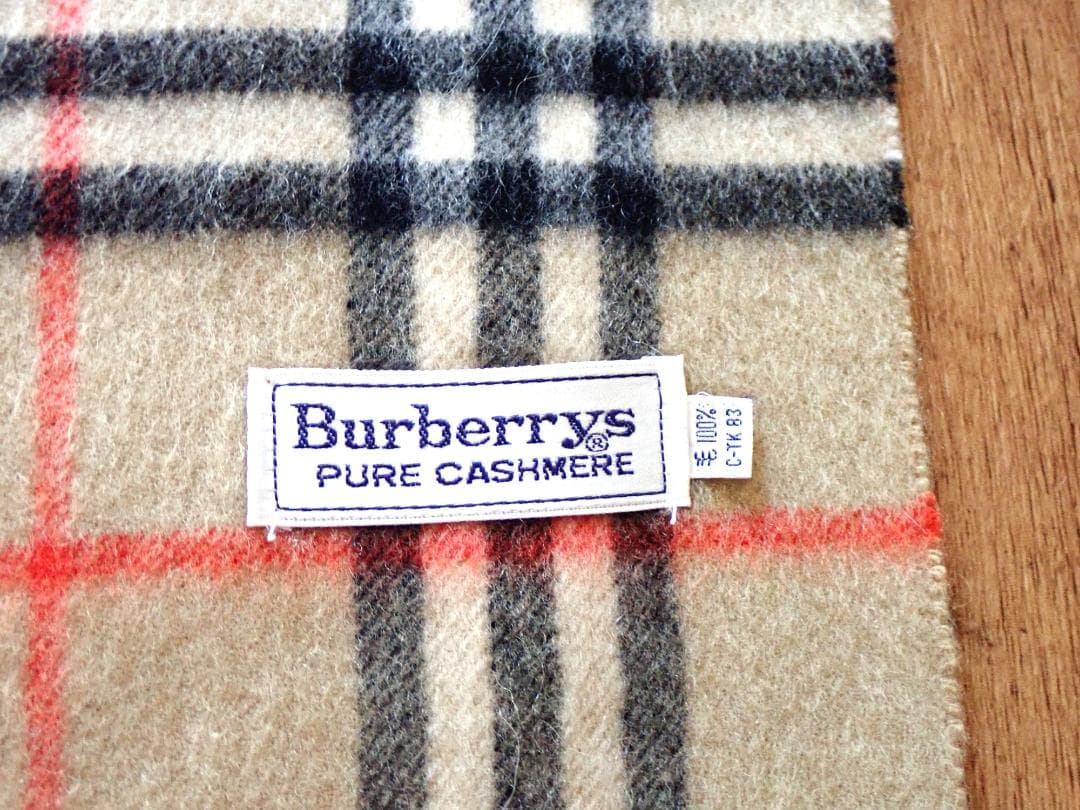 Burberrys®
PURE CASHMERE
毛 100%
C-TK 83